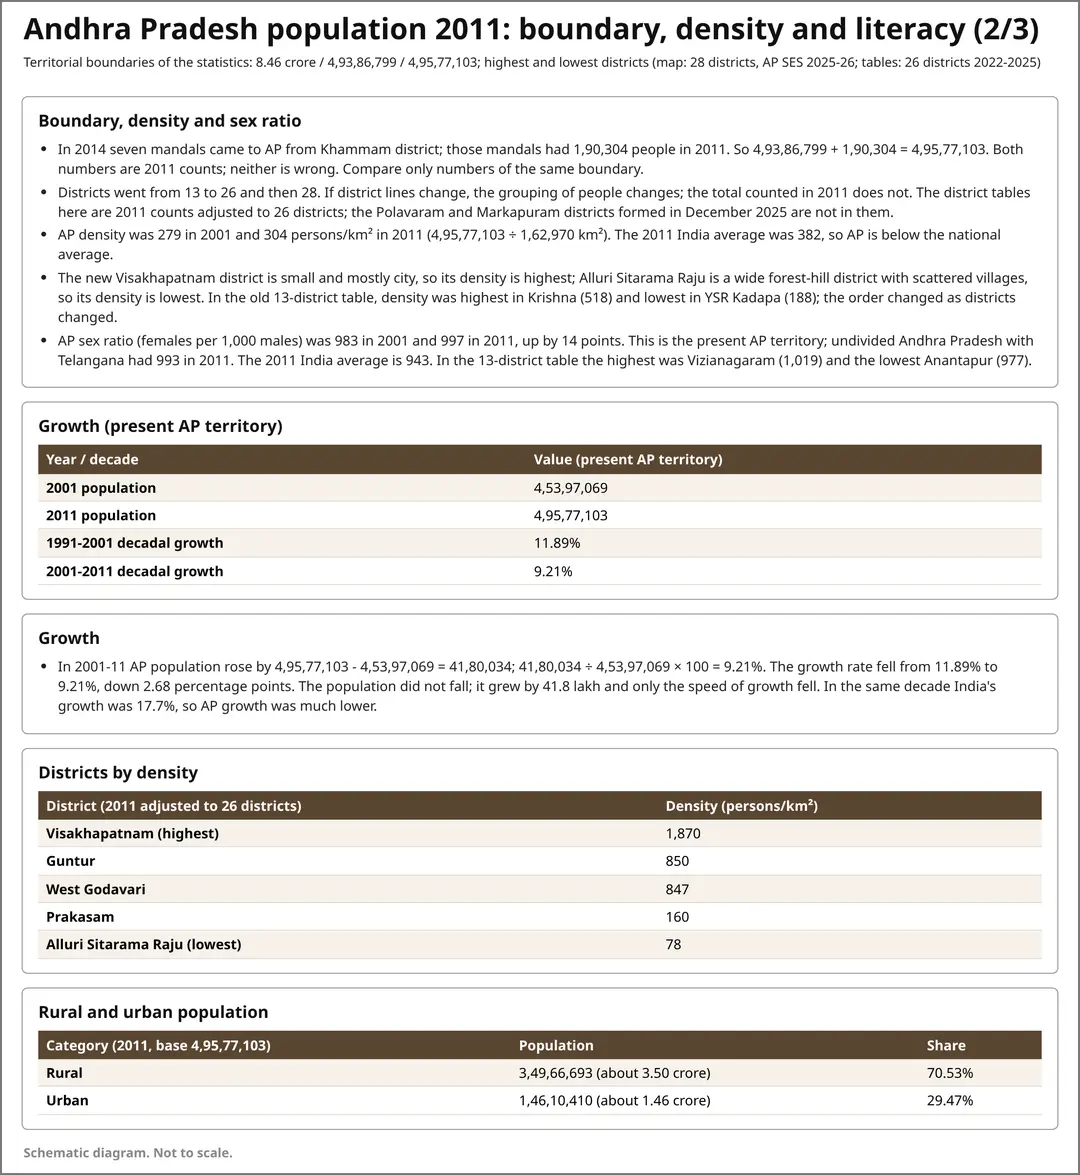 Andhra Pradesh population 2011: boundary, density and literacy (2/3)
Territorial boundaries of the statistics: 8.46 crore / 4,93,86,799 / 4,95,77,103; highest and lowest districts (map: 28 districts, AP SES 2025-26; tables: 26 districts 2022-2025)
Boundary, density and sex ratio
• In 2014 seven mandals came to AP from Khammam district; those mandals had 1,90,304 people in 2011. So 4,93,86,799 + 1,90,304 = 4,95,77,103. Both
numbers are 2011 counts; neither is wrong. Compare only numbers of the same boundary.
• Districts went from 13 to 26 and then 28. If district lines change, the grouping of people changes; the total counted in 2011 does not. The district tables
here are 2011 counts adjusted to 26 districts; the Polavaram and Markapuram districts formed in December 2025 are not in them.
• AP density was 279 in 2001 and 304 persons/km² in 2011 (4,95,77,103 ÷ 1,62,970 km²). The 2011 India average was 382, so AP is below the national
average.
• The new Visakhapatnam district is small and mostly city, so its density is highest; Alluri Sitarama Raju is a wide forest-hill district with scattered villages,
so its density is lowest. In the old 13-district table, density was highest in Krishna (518) and lowest in YSR Kadapa (188); the order changed as districts
changed.
• AP sex ratio (females per 1,000 males) was 983 in 2001 and 997 in 2011, up by 14 points. This is the present AP territory; undivided Andhra Pradesh with
Telangana had 993 in 2011. The 2011 India average is 943. In the 13-district table the highest was Vizianagaram (1,019) and the lowest Anantapur (977).
Growth (present AP territory)
Year / decade Value (present AP territory)
2001 population 4,53,97,069
2011 population 4,95,77,103
1991-2001 decadal growth 11.89%
2001-2011 decadal growth 9.21%
Growth
• In 2001-11 AP population rose by 4,95,77,103 - 4,53,97,069 = 41,80,034; 41,80,034 ÷ 4,53,97,069 × 100 = 9.21%. The growth rate fell from 11.89% to
9.21%, down 2.68 percentage points. The population did not fall; it grew by 41.8 lakh and only the speed of growth fell. In the same decade India's
growth was 17.7%, so AP growth was much lower.
Districts by density
District (2011 adjusted to 26 districts) Density (persons/km²)
Visakhapatnam (highest) 1,870
Guntur 850
West Godavari 847
Prakasam 160
Alluri Sitarama Raju (lowest) 78
Rural and urban population
Category (2011, base 4,95,77,103) Population Share
Rural 3,49,66,693 (about 3.50 crore) 70.53%
Urban 1,46,10,410 (about 1.46 crore) 29.47%
Schematic diagram. Not to scale.